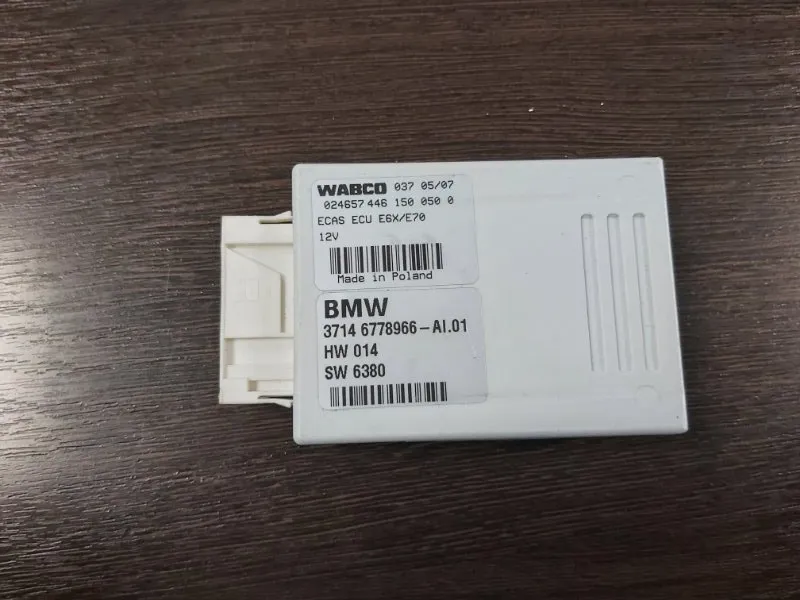 WABCO 037 05/07
024657 446 150 050 0
ECAS ECU E6X/E70
12V
Made in Poland
BMW
3714 6778966-AI.01
HW 014
SW 6380